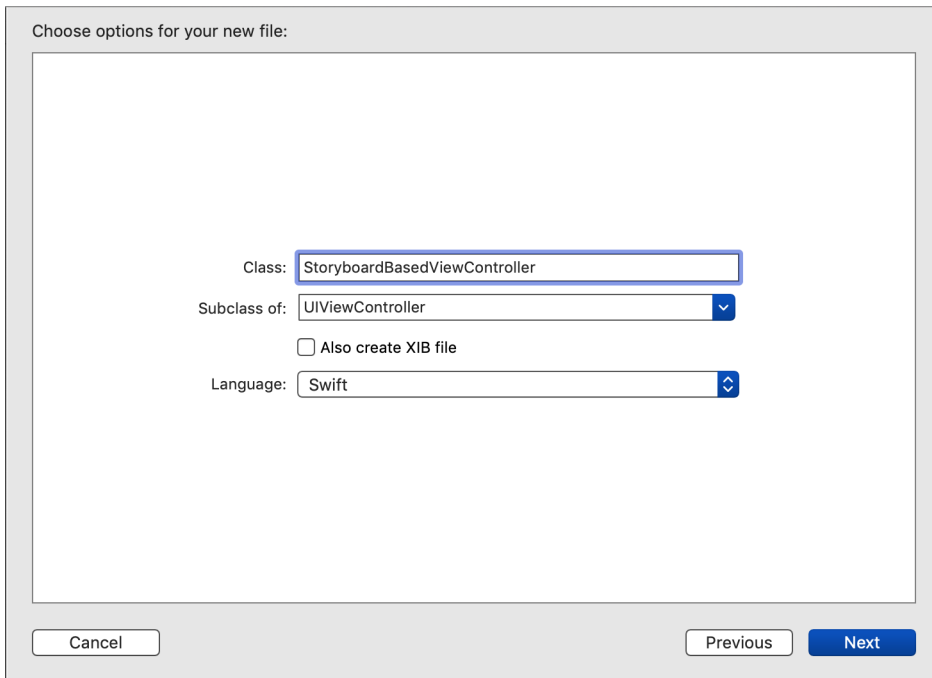 Choose options for your new file:
Class: StoryboardBasedViewController
Subclass of: UIViewController
Also create XIB file
Language: Swift
Cancel Previous Next